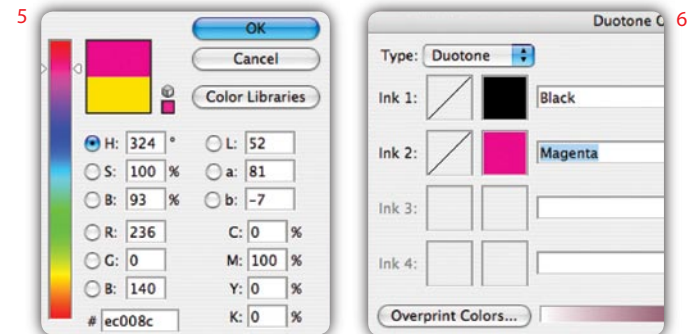 5
OK
Cancel
Color Libraries
H: 324 °
L: 52
S: 100 %
a: 81
B: 93 %
b: -7
R: 236
C: 0 %
G: 0
M: 100 %
B: 140
Y: 0 %
# ec008c
K: 0 %
6
Duotone O
Type: Duotone
Ink 1: Black
Ink 2: Magenta
Ink 3:
Ink 4:
Overprint Colors...